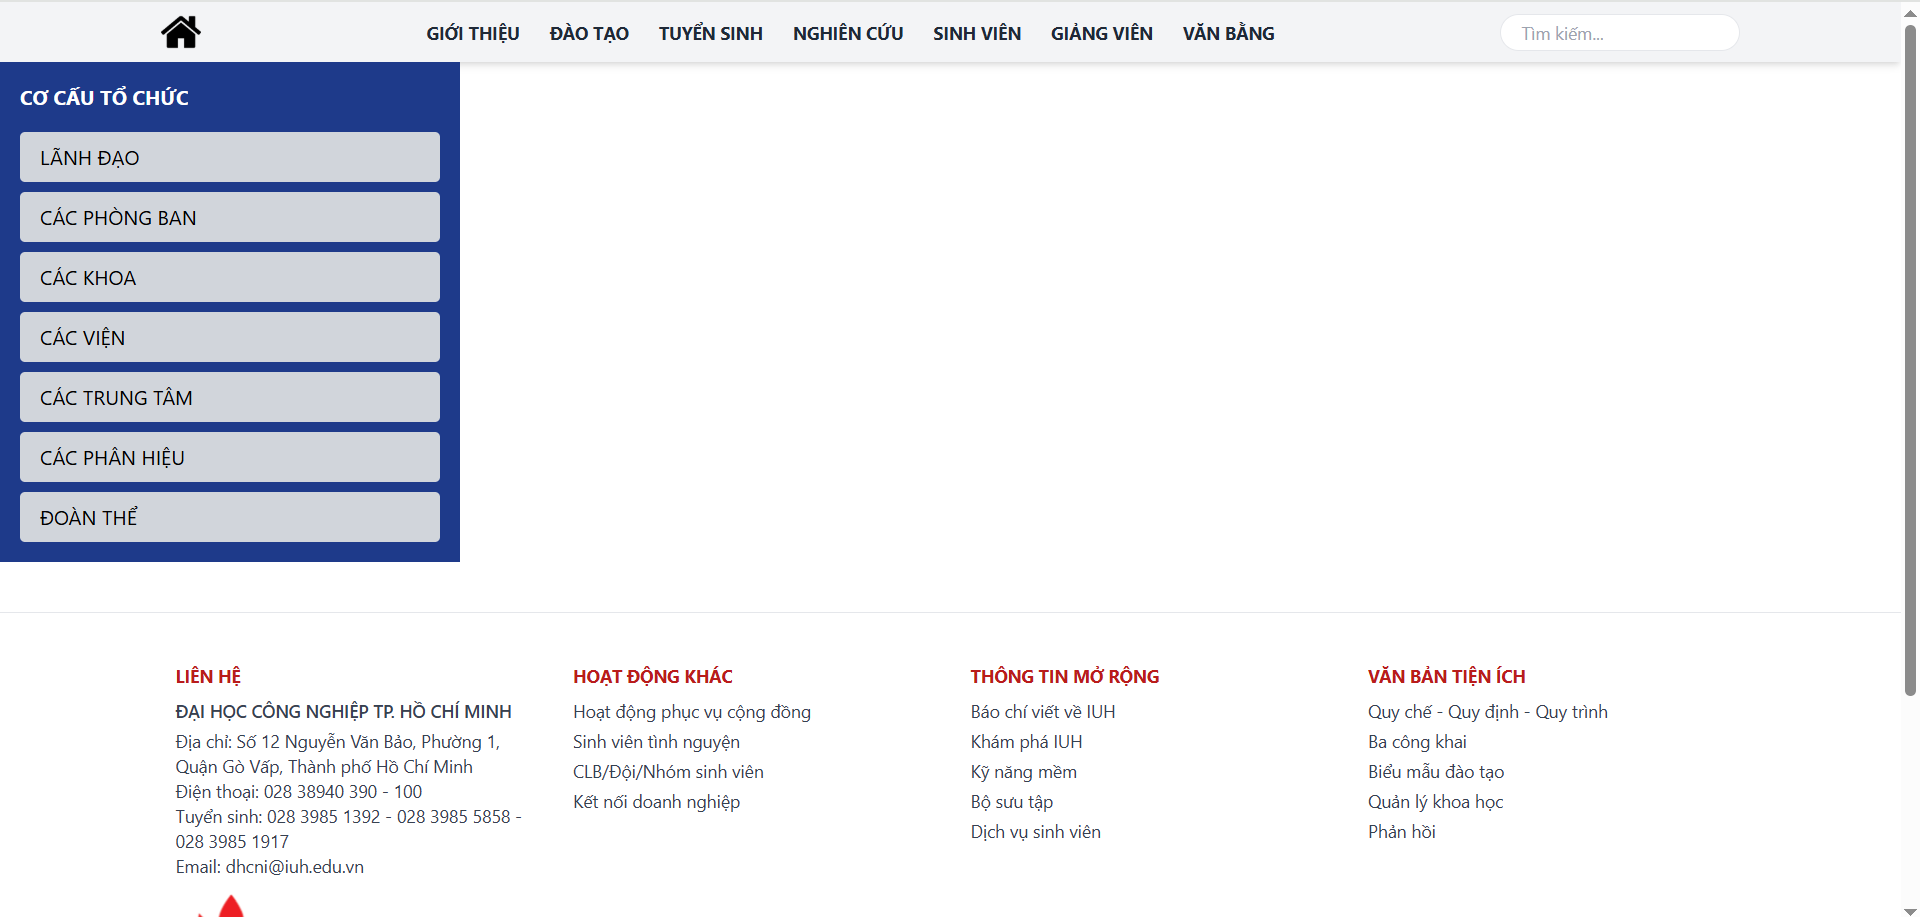 GIỚI THIỆU ĐÀO TẠO TUYỂN SINH NGHIÊN CỨU SINH VIÊN GIẢNG VIÊN VĂN BẰNG Tìm kiếm...
CƠ CẤU TỔ CHỨC
LÃNH ĐẠO
CÁC PHÒNG BAN
CÁC KHOA
CÁC VIỆN
CÁC TRUNG TÂM
CÁC PHÂN HIỆU
ĐOÀN THỂ
LIÊN HỆ
ĐẠI HỌC CÔNG NGHIỆP TP. HỒ CHÍ MINH
Địa chỉ: Số 12 Nguyễn Văn Bảo, Phường 1,
Quận Gò Vấp, Thành phố Hồ Chí Minh
Điện thoại: 028 38940 390 - 100
Tuyển sinh: 028 3985 1392 - 028 3985 5858 -
028 3985 1917
Email: dhcni@iuh.edu.vn
HOẠT ĐỘNG KHÁC
Hoạt động phục vụ cộng đồng
Sinh viên tình nguyện
CLB/Đội/Nhóm sinh viên
Kết nối doanh nghiệp
THÔNG TIN MỞ RỘNG
Báo chí viết về IUH
Khám phá IUH
Kỹ năng mềm
Bộ sưu tập
Dịch vụ sinh viên
VĂN BẢN TIỆN ÍCH
Quy chế - Quy định - Quy trình
Ba công khai
Biểu mẫu đào tạo
Quản lý khoa học
Phản hồi